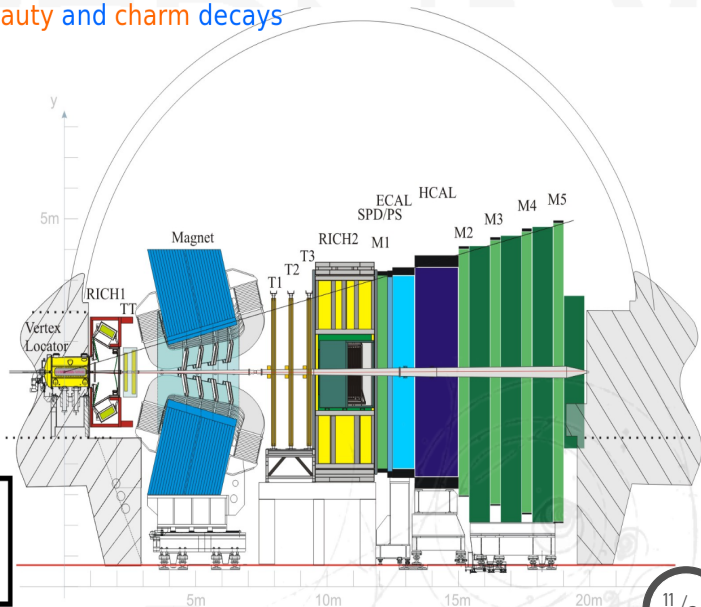 auty and charm decays
y
5m
Magnet
RICH1
TT
Vertex
Locator
T1
T2
T3
RICH2
M1
SPD/PS
ECAL
HCAL
M2
M3
M4
M5
5m
10m
15m
20m
11 /